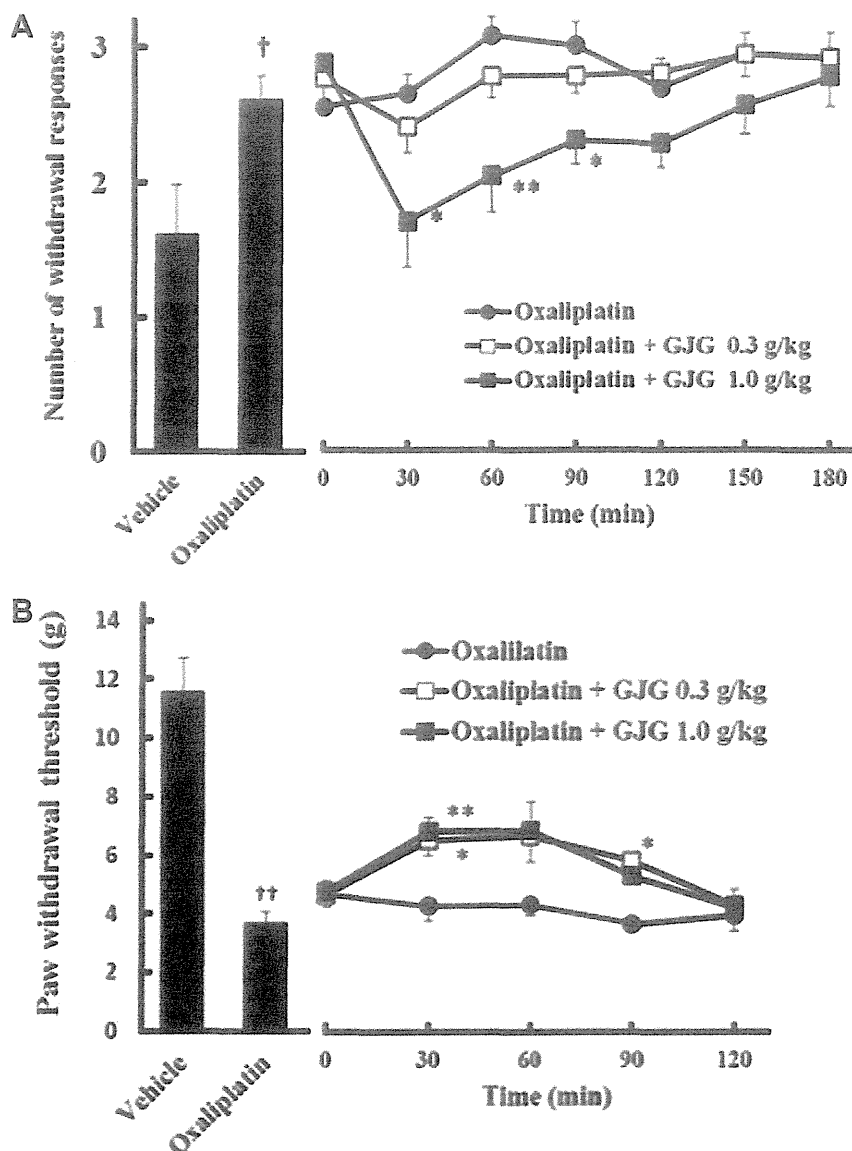 A
Number of withdrawal responses
3
2
1
0
†
Vehicle
Oxaliplatin
*
**
*
Oxaliplatin
Oxaliplatin + GJG 0.3 g/kg
Oxaliplatin + GJG 1.0 g/kg
0 30 60 90 120 150 180
Time (min)
B
Paw withdrawal threshold (g)
14
12
10
8
6
4
2
0
††
Vehicle
Oxaliplatin
Oxalilatin
Oxaliplatin + GJG 0.3 g/kg
Oxaliplatin + GJG 1.0 g/kg
**
*
*
0 30 60 90 120
Time (min)